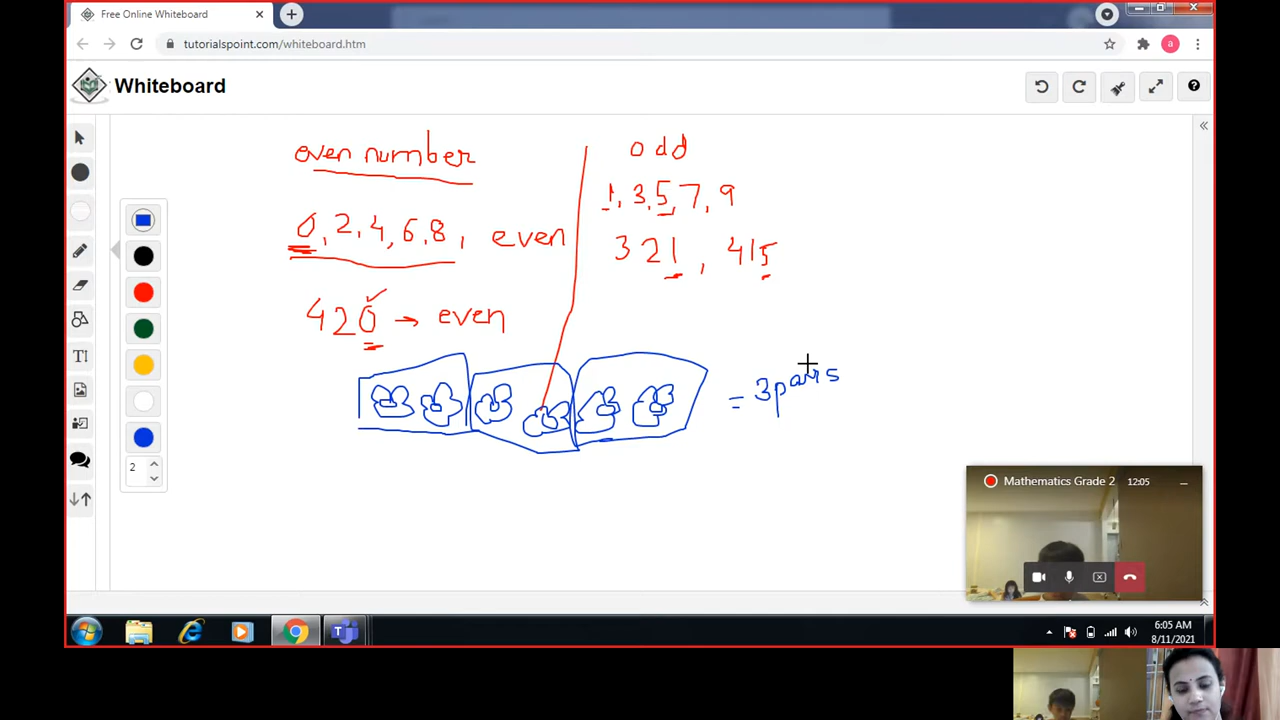 Free Online Whiteboard
tutorialspoint.com/whiteboard.htm
a
Whiteboard
even number
0, 2, 4, 6, 8, even
420 → even
odd
1, 3, 5, 7, 9
321, 415
= 3 pairs
T
2
Mathematics Grade 2 12:05
6:05 AM
8/11/2021